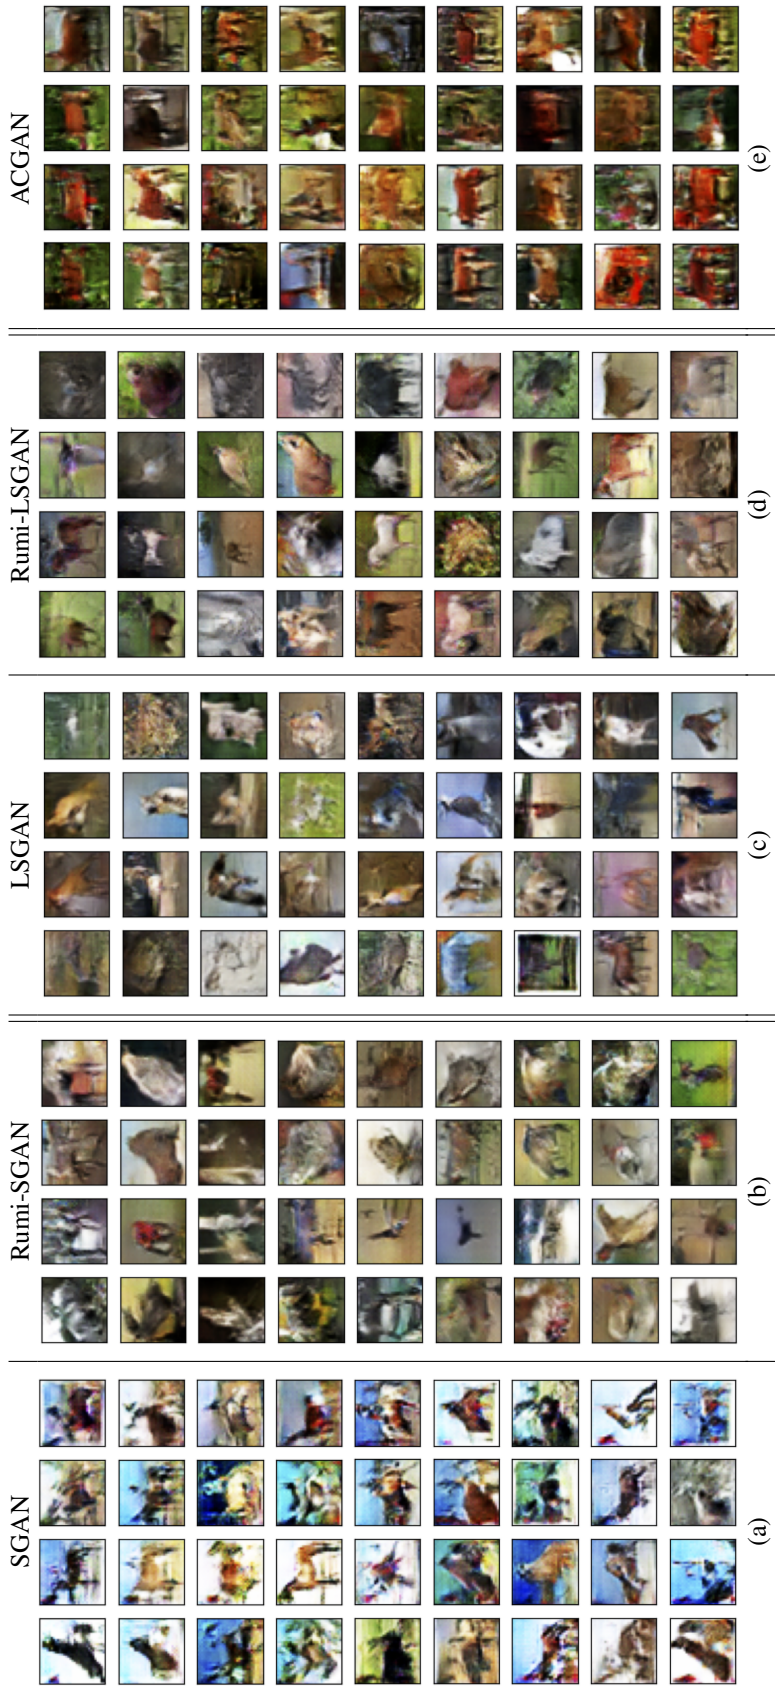 SGAN
Rumi-SGAN
LSGAN
Rumi-LSGAN
ACGAN
(a)
(b)
(c)
(d)
(e)